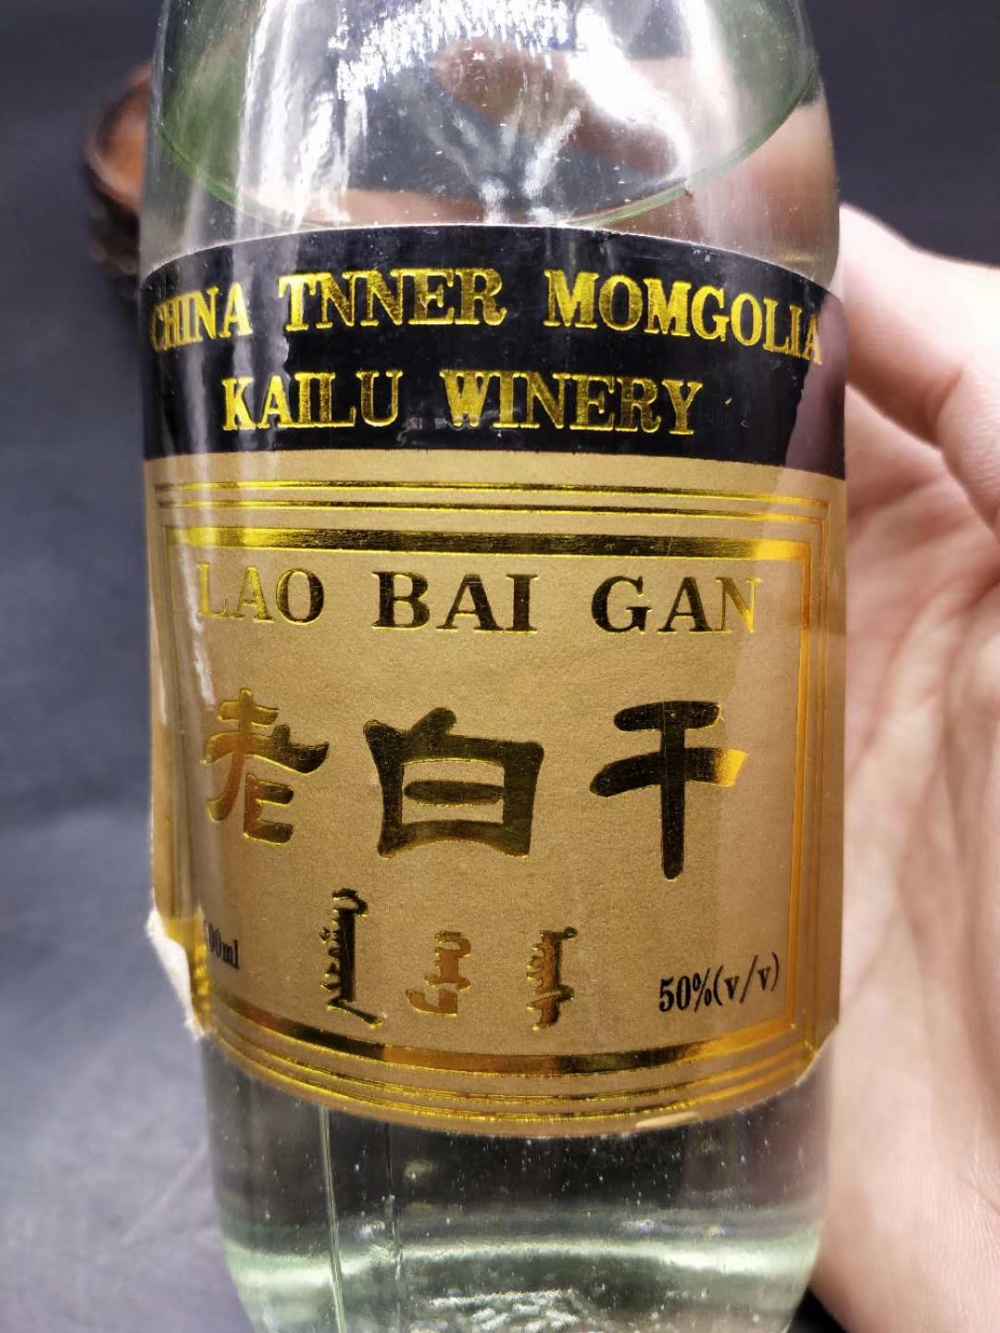 CHINA TNNER MOMGOLIA
KAILU WINERY
LAO BAI GAN
老白干
50%(v/v)